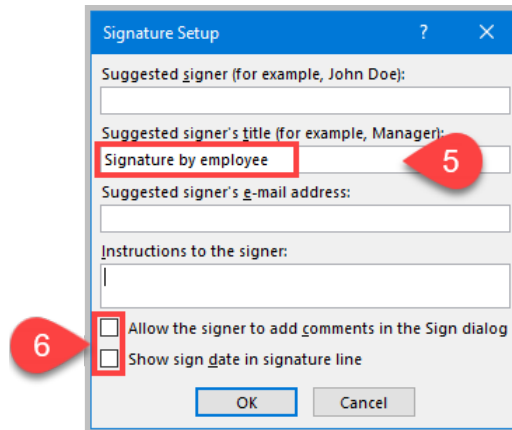 Signature Setup ? ×
Suggested signer (for example, John Doe):
Suggested signer's title (for example, Manager):
Signature by employee 5
Suggested signer's e-mail address:
Instructions to the signer:
6 Allow the signer to add comments in the Sign dialog
Show sign date in signature line
OK Cancel